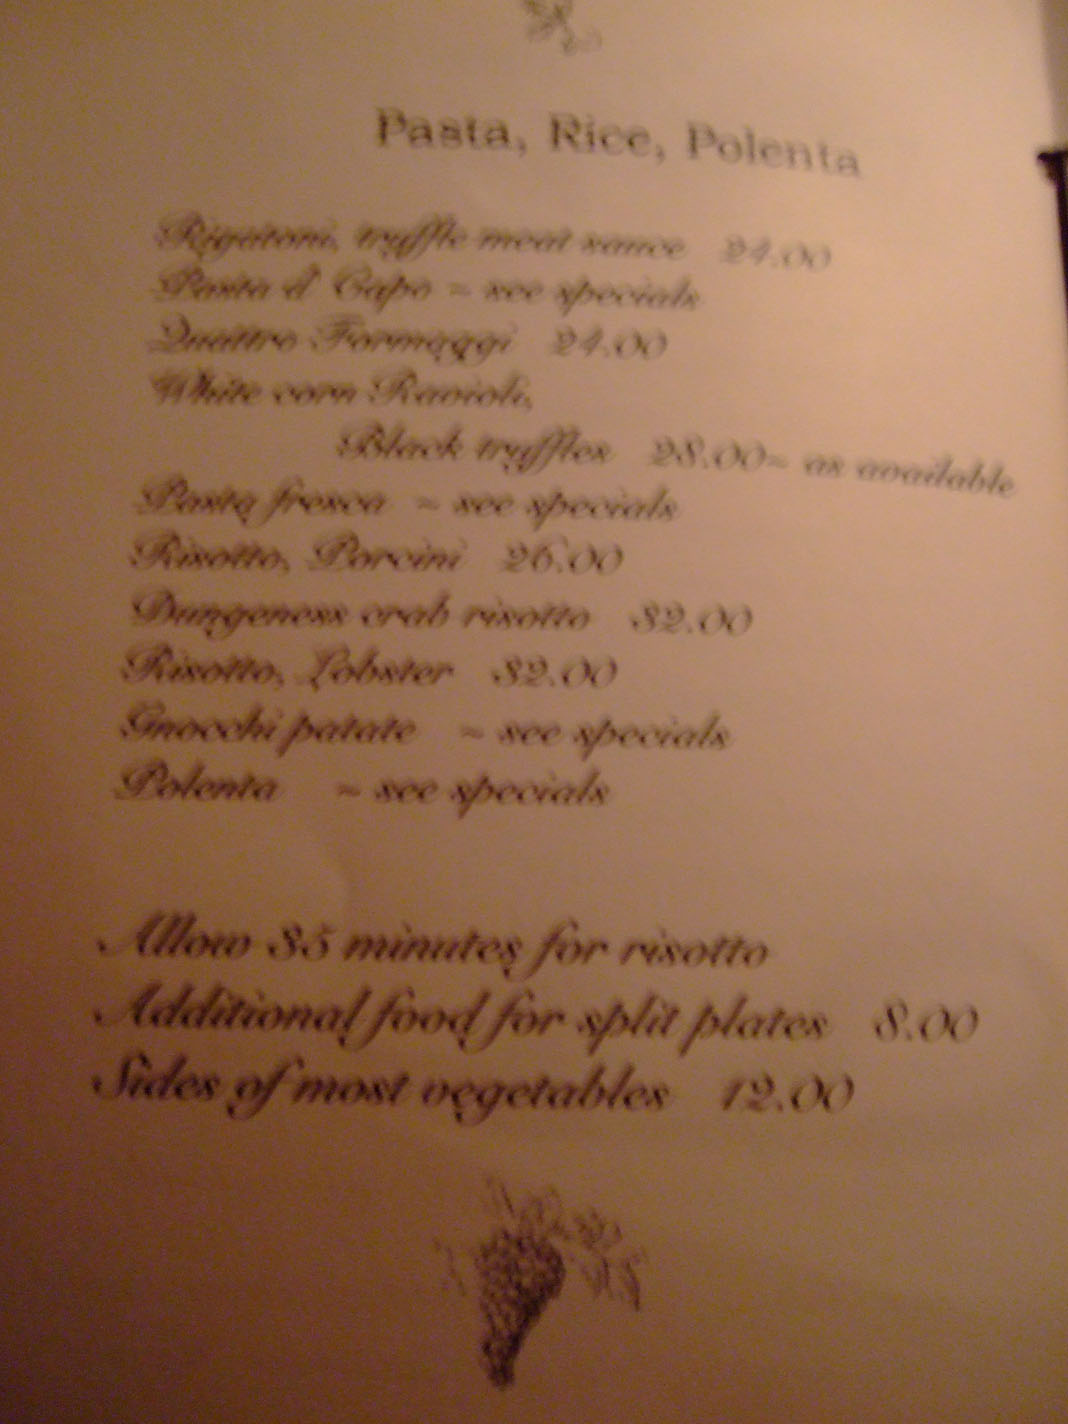 Pasta, Rice, Polenta
Rigatoni, truffle meat sauce 24.00
Pasta d' Capo ~ see specials
Quattro Formaggi 24.00
White corn Ravioli,
Black truffles 28.00~ as available
Pasta fresca ~ see specials
Risotto, Porcini 26.00
Dungeness crab risotto 32.00
Risotto, Lobster 32.00
Gnocchi patate ~ see specials
Polenta ~ see specials
Allow 35 minutes for risotto
Additional food for split plates 8.00
Sides of most vegetables 12.00